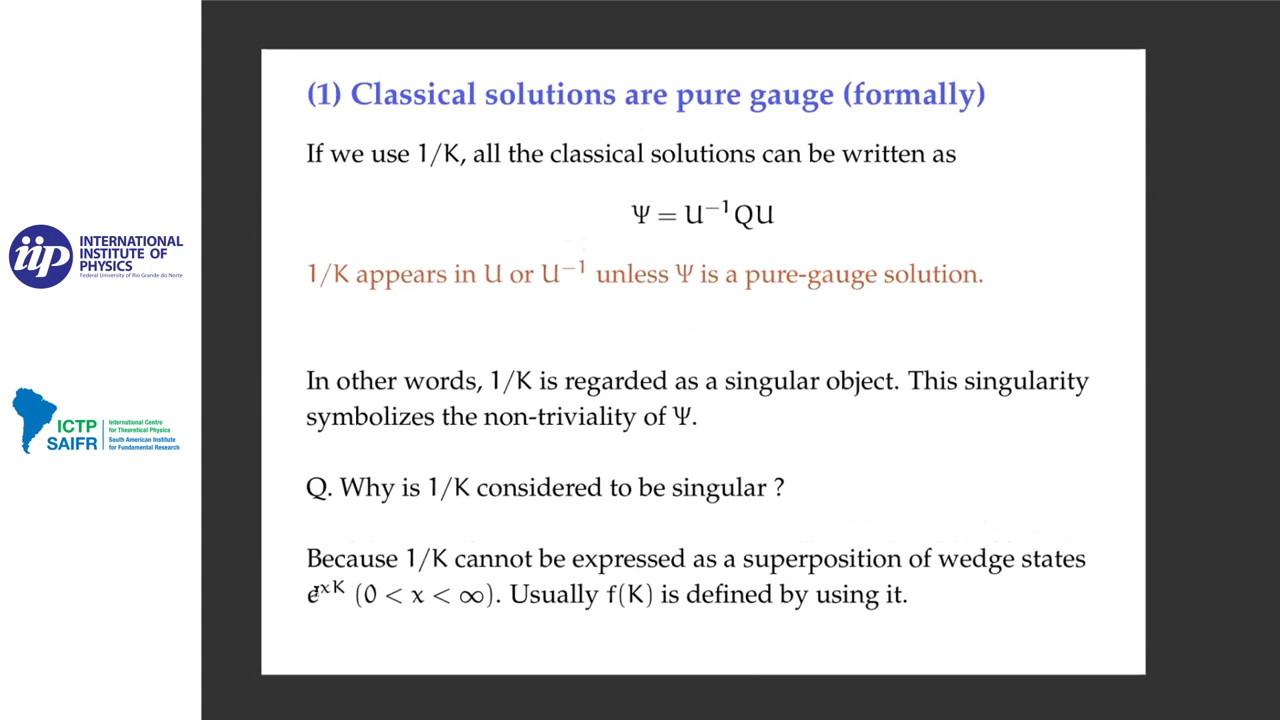 (1) Classical solutions are pure gauge (formally)
If we use 1/K, all the classical solutions can be written as
Ψ = U⁻¹QU
1/K appears in U or U⁻¹ unless Ψ is a pure-gauge solution.
In other words, 1/K is regarded as a singular object. This singularity
symbolizes the non-triviality of Ψ.
Q. Why is 1/K considered to be singular ?
Because 1/K cannot be expressed as a superposition of wedge states
(0 < x < ∞). Usually f(K) is defined by using it.
iip
INTERNATIONAL
INSTITUTE OF
PHYSICS
Federal University of Rio Grande do Norte
ICTP
SAIFR
International Centre
for Theoretical Physics
South American Institute
for Fundamental Research